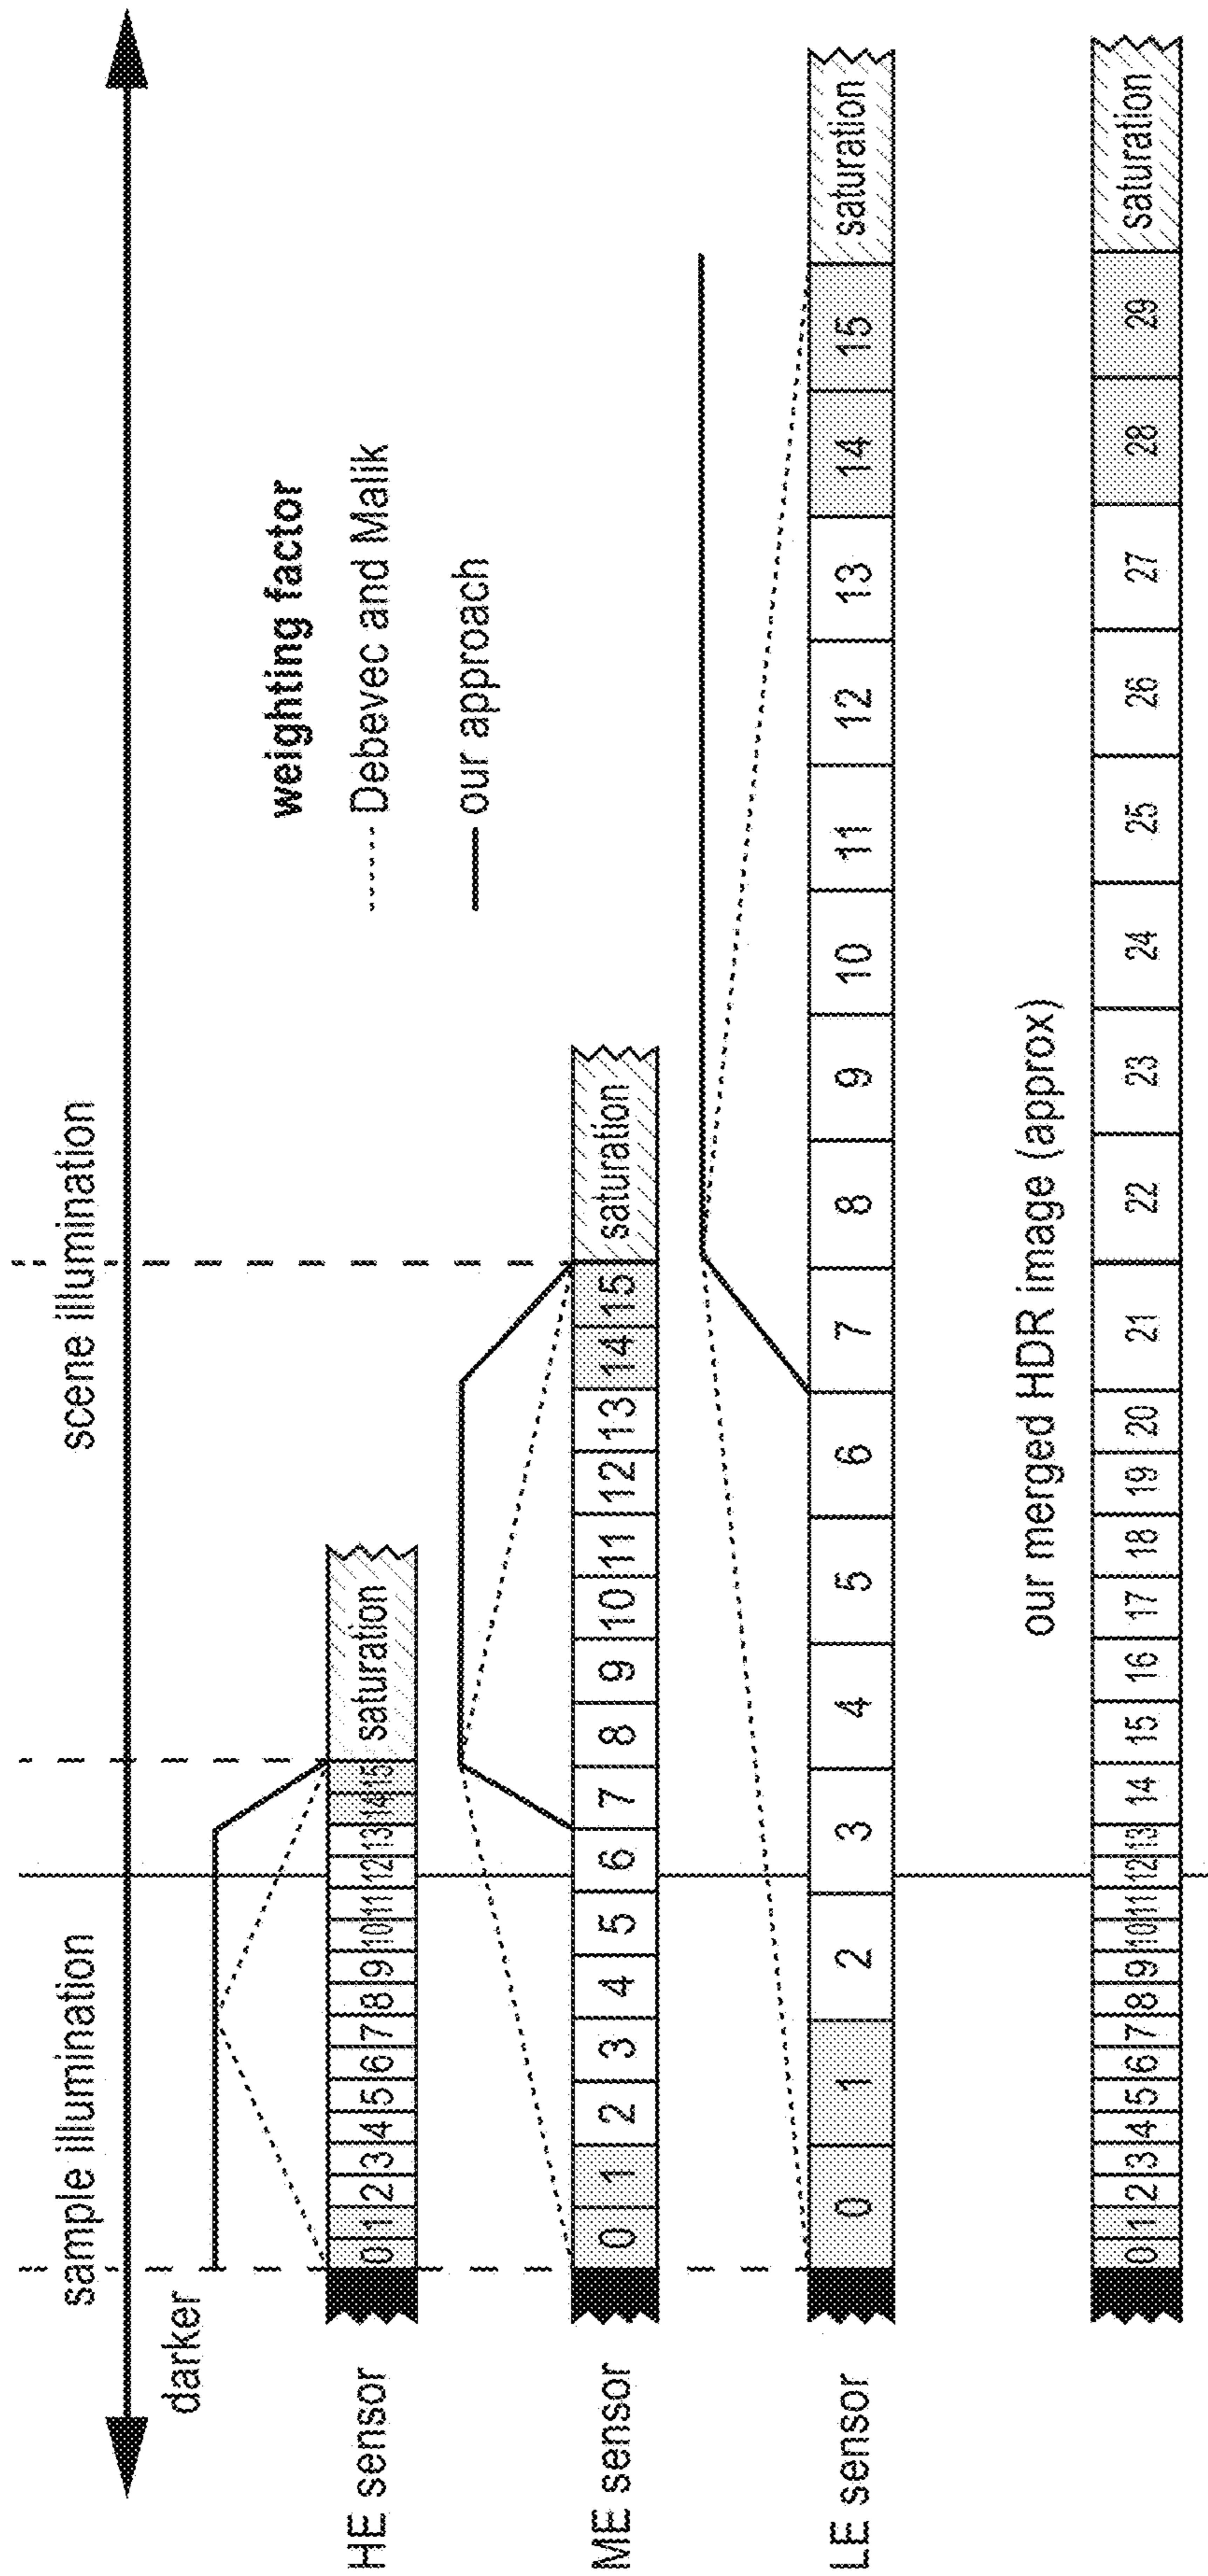 sample illumination
scene illumination
darker
weighting factor
Debevec and Malik
our approach
HE sensor
0 1 2 3 4 5 6 7 8 9 10 11 12 13 14 15 saturation
ME sensor
0 1 2 3 4 5 6 7 8 9 10 11 12 13 14 15 saturation
LE sensor
0 1 2 3 4 5 6 7 8 9 10 11 12 13 14 15 saturation
our merged HDR image (approx)
0 1 2 3 4 5 6 7 8 9 10 11 12 13 14 15 16 17 18 19 20 21 22 23 24 25 26 27 28 29 saturation